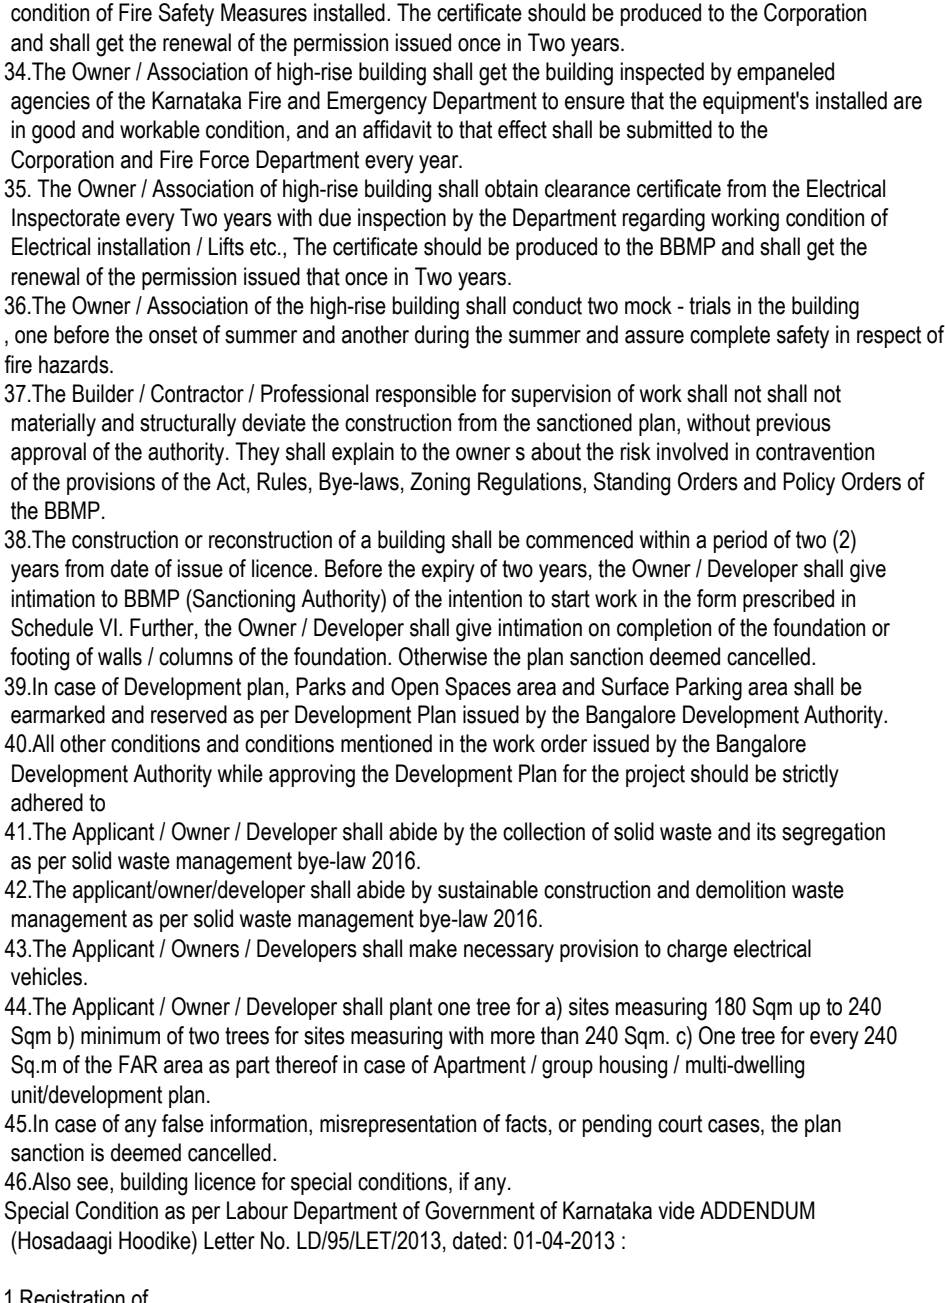 condition of Fire Safety Measures installed. The certificate should be produced to the Corporation
and shall get the renewal of the permission issued once in Two years.
34.The Owner / Association of high-rise building shall get the building inspected by empaneled
agencies of the Karnataka Fire and Emergency Department to ensure that the equipment's installed are
in good and workable condition, and an affidavit to that effect shall be submitted to the
Corporation and Fire Force Department every year.
35. The Owner / Association of high-rise building shall obtain clearance certificate from the Electrical
Inspectorate every Two years with due inspection by the Department regarding working condition of
Electrical installation / Lifts etc., The certificate should be produced to the BBMP and shall get the
renewal of the permission issued that once in Two years.
36.The Owner / Association of the high-rise building shall conduct two mock - trials in the building
, one before the onset of summer and another during the summer and assure complete safety in respect of
fire hazards.
37.The Builder / Contractor / Professional responsible for supervision of work shall not shall not
materially and structurally deviate the construction from the sanctioned plan, without previous
approval of the authority. They shall explain to the owner s about the risk involved in contravention
of the provisions of the Act, Rules, Bye-laws, Zoning Regulations, Standing Orders and Policy Orders of
the BBMP.
38.The construction or reconstruction of a building shall be commenced within a period of two (2)
years from date of issue of licence. Before the expiry of two years, the Owner / Developer shall give
intimation to BBMP (Sanctioning Authority) of the intention to start work in the form prescribed in
Schedule VI. Further, the Owner / Developer shall give intimation on completion of the foundation or
footing of walls / columns of the foundation. Otherwise the plan sanction deemed cancelled.
39.In case of Development plan, Parks and Open Spaces area and Surface Parking area shall be
earmarked and reserved as per Development Plan issued by the Bangalore Development Authority.
40.All other conditions and conditions mentioned in the work order issued by the Bangalore
Development Authority while approving the Development Plan for the project should be strictly
adhered to
41.The Applicant / Owner / Developer shall abide by the collection of solid waste and its segregation
as per solid waste management bye-law 2016.
42.The applicant/owner/developer shall abide by sustainable construction and demolition waste
management as per solid waste management bye-law 2016.
43.The Applicant / Owners / Developers shall make necessary provision to charge electrical
vehicles.
44.The Applicant / Owner / Developer shall plant one tree for a) sites measuring 180 Sqm up to 240
Sqm b) minimum of two trees for sites measuring with more than 240 Sqm. c) One tree for every 240
Sq.m of the FAR area as part thereof in case of Apartment / group housing / multi-dwelling
unit/development plan.
45.In case of any false information, misrepresentation of facts, or pending court cases, the plan
sanction is deemed cancelled.
46.Also see, building licence for special conditions, if any.
Special Condition as per Labour Department of Government of Karnataka vide ADDENDUM
(Hosadaagi Hoodike) Letter No. LD/95/LET/2013, dated: 01-04-2013 :
1.Registration of